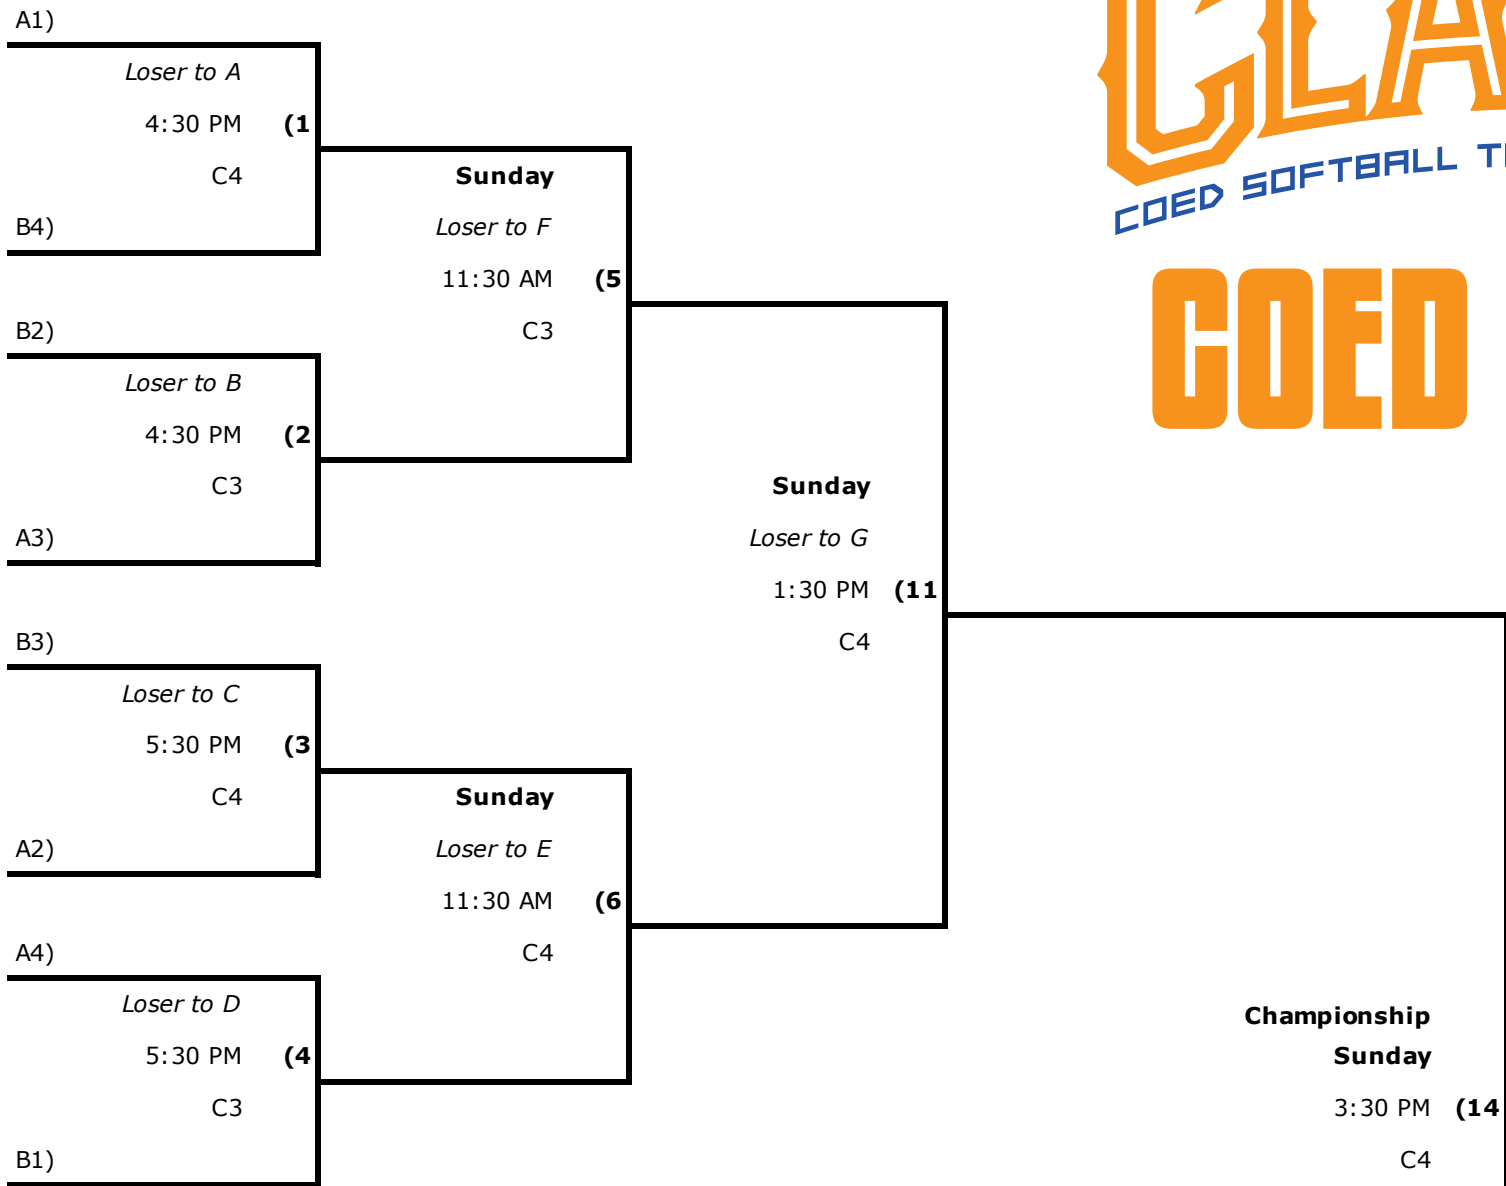 A1)
Loser to A
4:30 PM (1
C4
B4)
Sunday
Loser to F
11:30 AM (5
C3
B2)
Loser to B
4:30 PM (2
C3
A3)
Sunday
Loser to G
1:30 PM (11
C4
B3)
Loser to C
5:30 PM (3
C4
A2)
Sunday
Loser to E
11:30 AM (6
C4
A4)
Loser to D
5:30 PM (4
C3
B1)
Championship
Sunday
3:30 PM (14
C4
COED SOFTBALL
COED